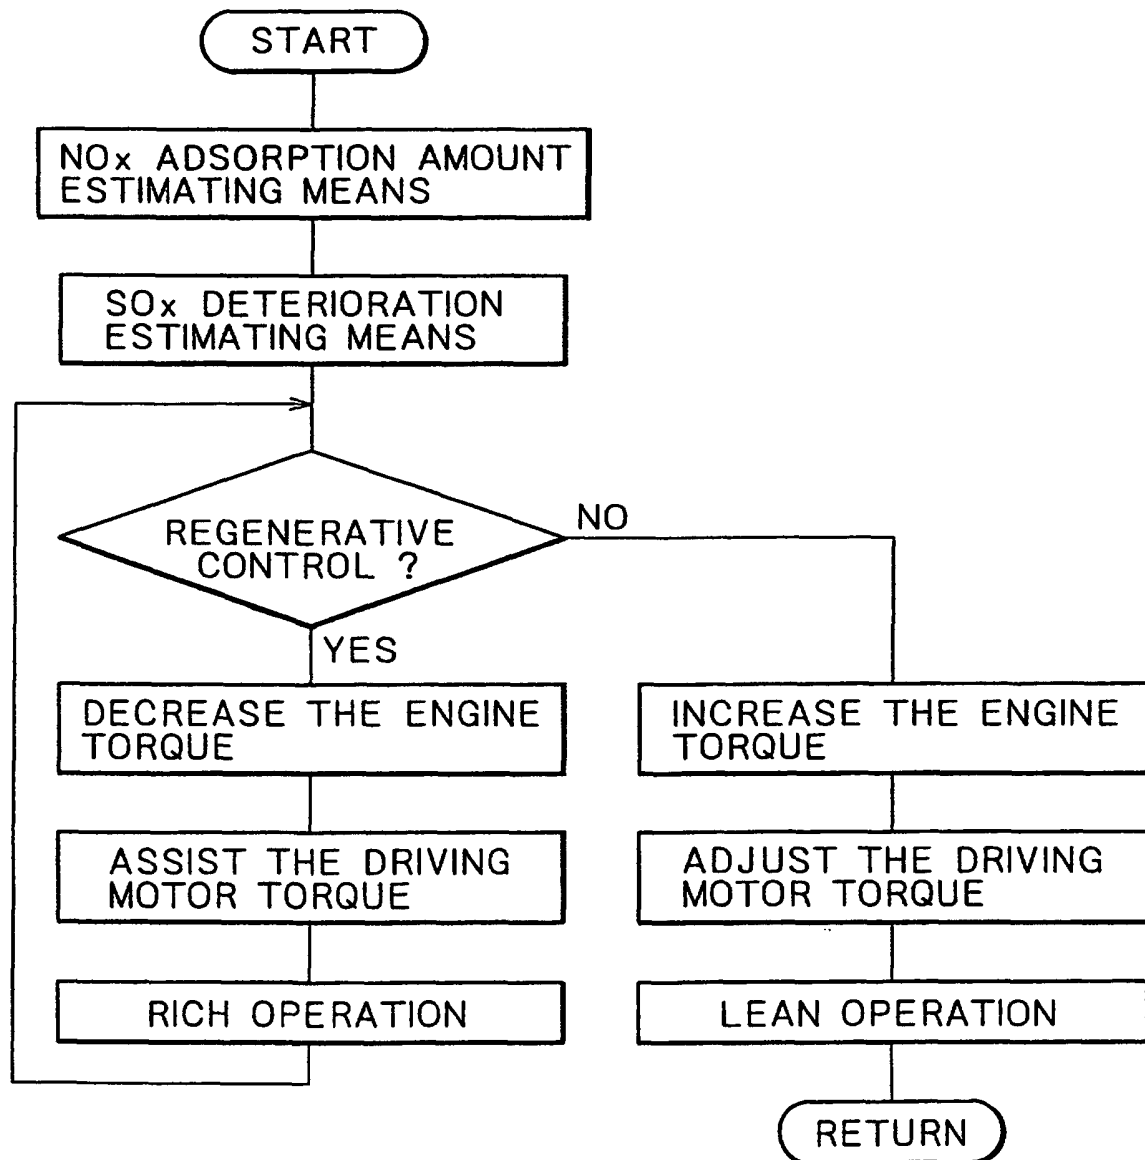 START
NOx ADSORPTION AMOUNT
ESTIMATING MEANS
SOx DETERIORATION
ESTIMATING MEANS
REGENERATIVE
CONTROL ?
NO
YES
DECREASE THE ENGINE
TORQUE
ASSIST THE DRIVING
MOTOR TORQUE
RICH OPERATION
INCREASE THE ENGINE
TORQUE
ADJUST THE DRIVING
MOTOR TORQUE
LEAN OPERATION
RETURN